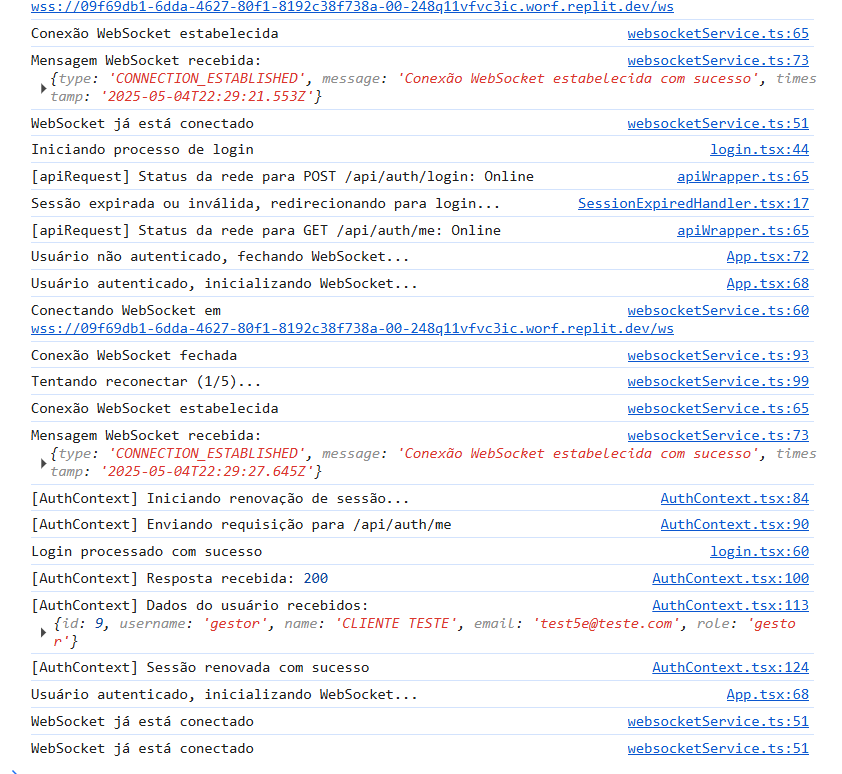 wss://09f69db1-6dda-4627-80f1-8192c38f738a-00-248q11vfvc3ic.worf.replit.dev/ws
Conexão WebSocket estabelecida websocketService.ts:65
Mensagem WebSocket recebida: websocketService.ts:73
{type: 'CONNECTION_ESTABLISHED', message: 'Conexão WebSocket estabelecida com sucesso', times
tamp: '2025-05-04T22:29:21.553Z'}
WebSocket já está conectado websocketService.ts:51
Iniciando processo de login login.tsx:44
[apiRequest] Status da rede para POST /api/auth/login: Online apiWrapper.ts:65
Sessão expirada ou inválida, redirecionando para login... SessionExpiredHandler.tsx:17
[apiRequest] Status da rede para GET /api/auth/me: Online apiWrapper.ts:65
Usuário não autenticado, fechando WebSocket... App.tsx:72
Usuário autenticado, inicializando WebSocket... App.tsx:68
Conectando WebSocket em websocketService.ts:60
wss://09f69db1-6dda-4627-80f1-8192c38f738a-00-248q11vfvc3ic.worf.replit.dev/ws
Conexão WebSocket fechada websocketService.ts:93
Tentando reconectar (1/5)... websocketService.ts:99
Conexão WebSocket estabelecida websocketService.ts:65
Mensagem WebSocket recebida: websocketService.ts:73
{type: 'CONNECTION_ESTABLISHED', message: 'Conexão WebSocket estabelecida com sucesso', times
tamp: '2025-05-04T22:29:27.645Z'}
[AuthContext] Iniciando renovação de sessão... AuthContext.tsx:84
[AuthContext] Enviando requisição para /api/auth/me AuthContext.tsx:90
Login processado com sucesso login.tsx:60
[AuthContext] Resposta recebida: 200 AuthContext.tsx:100
[AuthContext] Dados do usuário recebidos: AuthContext.tsx:113
{id: 9, username: 'gestor', name: 'CLIENTE TESTE', email: 'test5e@teste.com', role: 'gesto
r'}
[AuthContext] Sessão renovada com sucesso AuthContext.tsx:124
Usuário autenticado, inicializando WebSocket... App.tsx:68
WebSocket já está conectado websocketService.ts:51
WebSocket já está conectado websocketService.ts:51